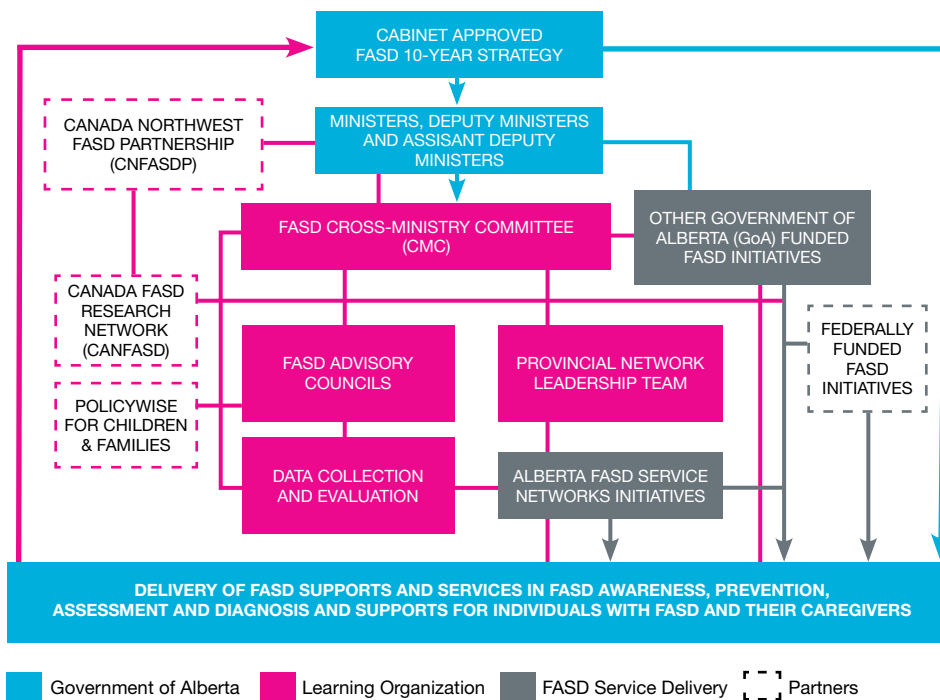 CABINET APPROVED
FASD 10-YEAR STRATEGY
CANADA NORTHWEST
FASD PARTNERSHIP
(CNFASDP)
MINISTERS, DEPUTY MINISTERS
AND ASSISANT DEPUTY
MINISTERS
FASD CROSS-MINISTRY COMMITTEE
(CMC)
OTHER GOVERNMENT OF
ALBERTA (GoA) FUNDED
FASD INITIATIVES
CANADA FASD
RESEARCH
NETWORK
(CANFASD)
FEDERALLY
FUNDED
FASD
INITIATIVES
FASD ADVISORY
COUNCILS
PROVINCIAL NETWORK
LEADERSHIP TEAM
POLICYWISE
FOR CHILDREN
& FAMILIES
DATA COLLECTION
AND EVALUATION
ALBERTA FASD SERVICE
NETWORKS INITIATIVES
DELIVERY OF FASD SUPPORTS AND SERVICES IN FASD AWARENESS, PREVENTION,
ASSESSMENT AND DIAGNOSIS AND SUPPORTS FOR INDIVIDUALS WITH FASD AND THEIR CAREGIVERS
Government of Alberta
Learning Organization
FASD Service Delivery
Partners